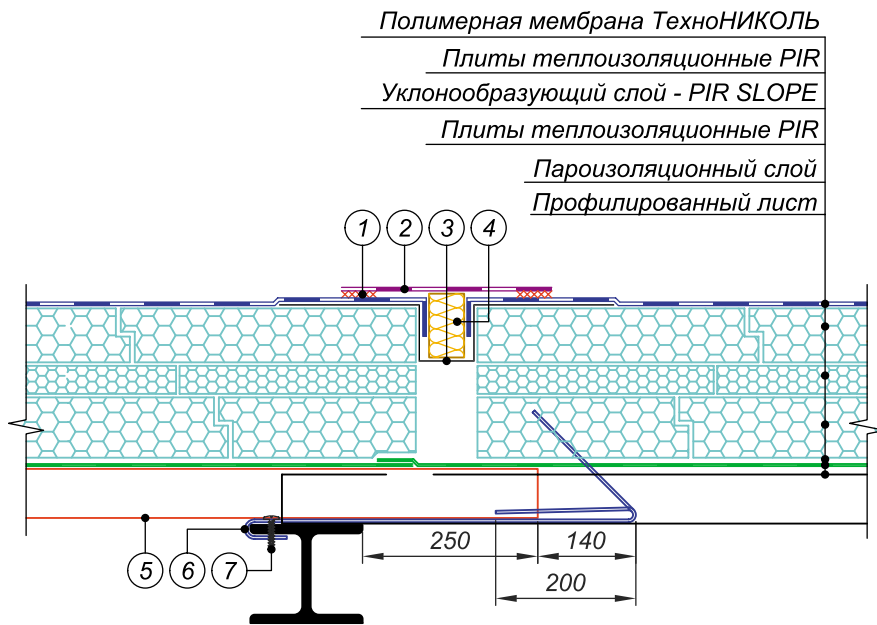 Полимерная мембрана ТехноНИКОЛЬ
Плиты теплоизоляционные PIR
Уклонообразующий слой - PIR SLOPE
Плиты теплоизоляционные PIR
Пароизоляционный слой
Профилированный лист
1 2 3 4
250 140
5 6 7 200